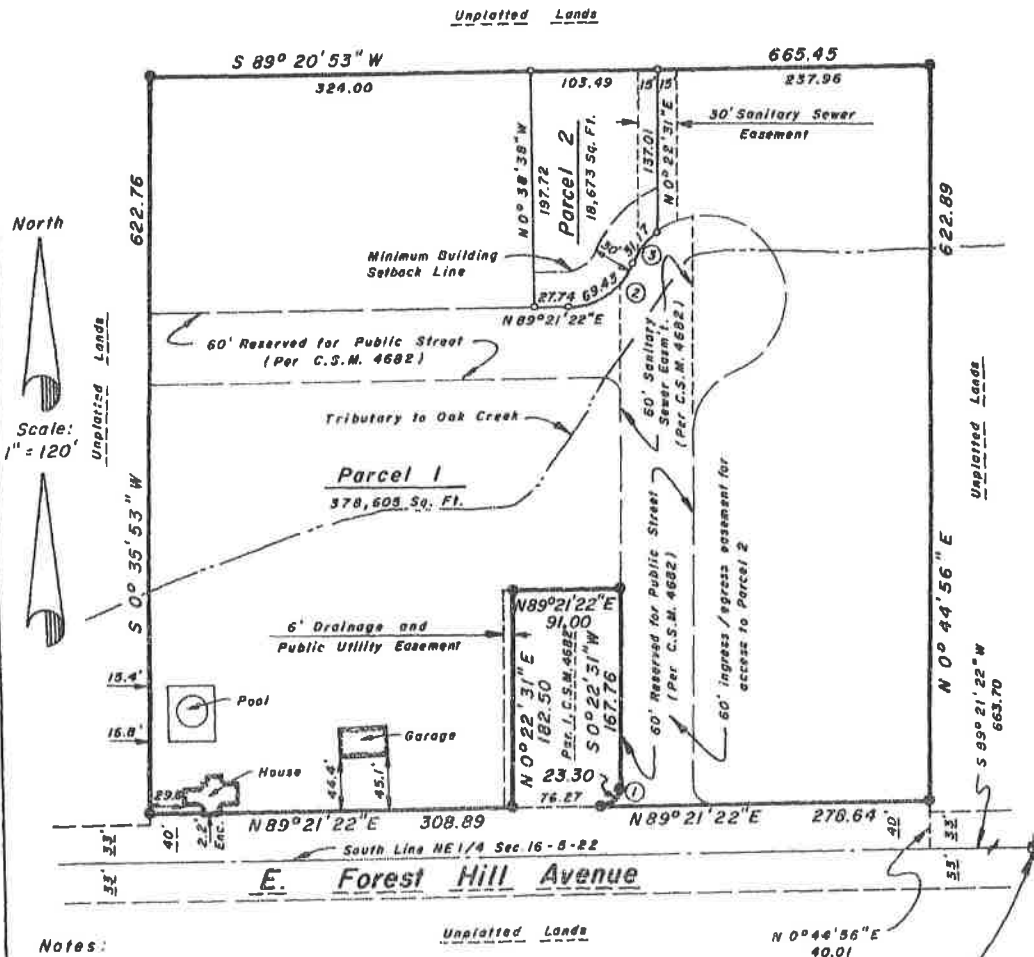 Unplatted Lands
S 89° 20' 53" W
665.45
324.00
103.49
15'
15'
237.96
30' Sanitary Sewer
Easement
N 0° 38' 38" W
197.72
Parcel 2
18,673 Sq. Ft.
137.01
N 0° 22' 31" E
622.76
622.89
North
Minimum Building
Setback Line
30'
31.17
③
69.45
②
27.74
N 89° 21' 22" E
60' Reserved for Public Street
(Per C.S.M. 4682)
60' Sanitary
Sewer Easm't.
(Per C.S.M. 4682)
Unplatted Lands
Unplatted Lands
Scale:
1" = 120'
Tributary to Oak Creek
Parcel 1
378,605 Sq. Ft.
S 0° 35' 53" W
N 0° 44' 56" E
60' Reserved for Public Street
(Per C.S.M. 4682)
60' ingress / egress easement for
access to Parcel 2
N 89° 21' 22" E
91.00
6' Drainage and
Public Utility Easement
N 0° 22' 31" E
182.50
Par. 1, C.S.M. 4682
S 0° 22' 31" W
167.76
S 89° 21' 22" W
663.70
15.4'
Pool
16.8'
Garage
House
44.4'
45.1'
23.30
①
76.27
N 89° 21' 22" E
308.89
N 89° 21' 22" E
276.64
33'
40'
2.2'
Enc.
40'
33'
South Line NE 1/4 Sec. 16-5-22
33'
33'
E. Forest Hill Avenue
Notes:
Unplatted Lands
N 0° 44' 56" E
40.01